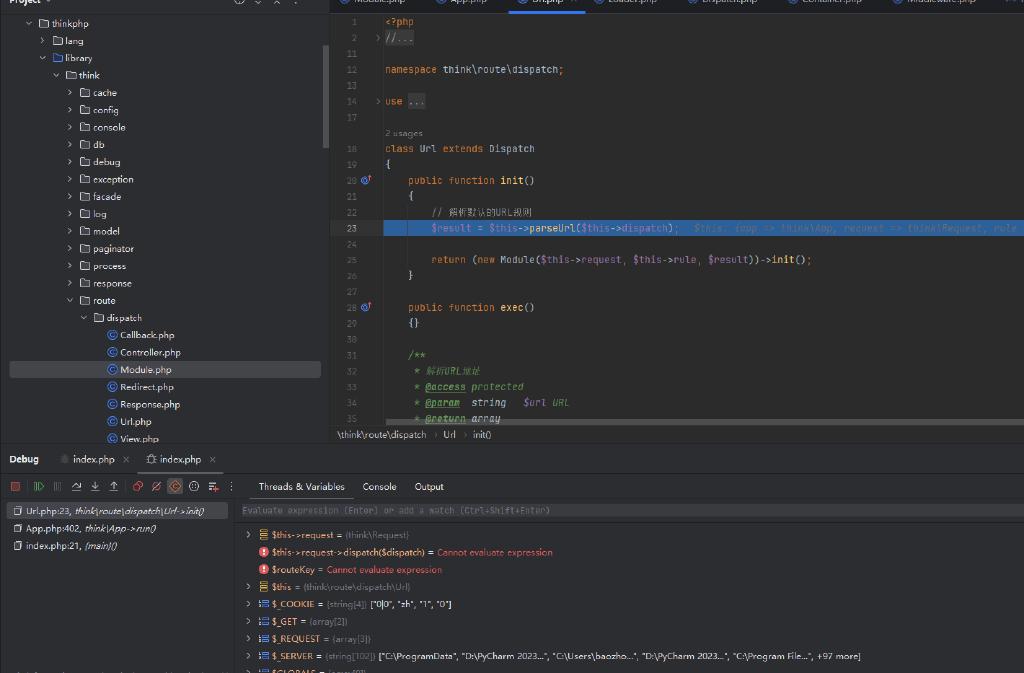 Project
thinkphp
lang
library
think
cache
config
console
db
debug
exception
facade
log
model
paginator
process
response
route
dispatch
Callback.php
Controller.php
Module.php
Redirect.php
Response.php
Url.php
View.php
Module.php App.php Url.php Loader.php Dispatch.php Container.php Middleware.php
1 <?php
2 //...
11
12 namespace think\route\dispatch;
13
14 use ...
17
2 usages
18 class Url extends Dispatch
19 {
20 public function init()
21 {
22 // 解析默认的URL规则
23 $result = $this->parseUrl($this->dispatch); $this: {app => think\App, request => think\Request, rule
24
25 return (new Module($this->request, $this->rule, $result))->init();
26 }
27
28 public function exec()
29 {}
30
31 /**
32 * 解析URL地址
33 * @access protected
34 * @param string $url URL
35 * @return array
\think\route\dispatch › Url › init()
Debug index.php × index.php ×
Threads & Variables Console Output
Url.php:23, think\route\dispatch\Url->init()
App.php:402, think\App->run()
index.php:21, {main}()
Evaluate expression (Enter) or add a watch (Ctrl+Shift+Enter)
$this->request = {think\Request}
$this->request->dispatch($dispatch) = Cannot evaluate expression
$routeKey = Cannot evaluate expression
$this = {think\route\dispatch\Url}
$_COOKIE = {string[4]} ["0|0", "zh", "1", "0"]
$_GET = {array[2]}
$_REQUEST = {array[3]}
$_SERVER = {string[102]} ["C:\ProgramData", "D:\PyCharm 2023...", "C:\Users\baozho...", "D:\PyCharm 2023...", "C:\Program File...", +97 more]